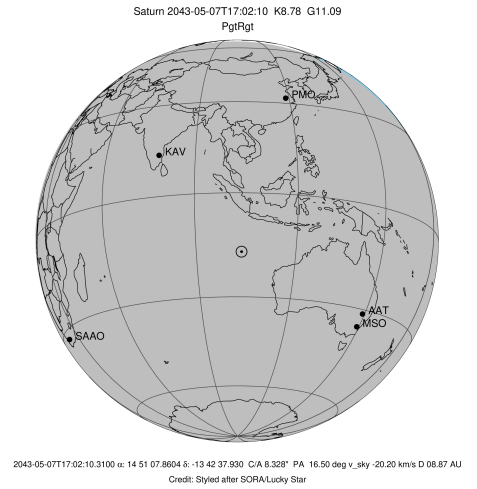 Saturn 2043-05-07T17:02:10 K8.78 G11.09
PgtRgt
PMO
KAV
AAT
MSO
SAAO
2043-05-07T17:02:10.3100 α: 14 51 07.8604 δ: -13 42 37.930 C/A 8.328" PA 16.50 deg v_sky -20.20 km/s D 08.87 AU
Credit: Styled after SORA/Lucky Star